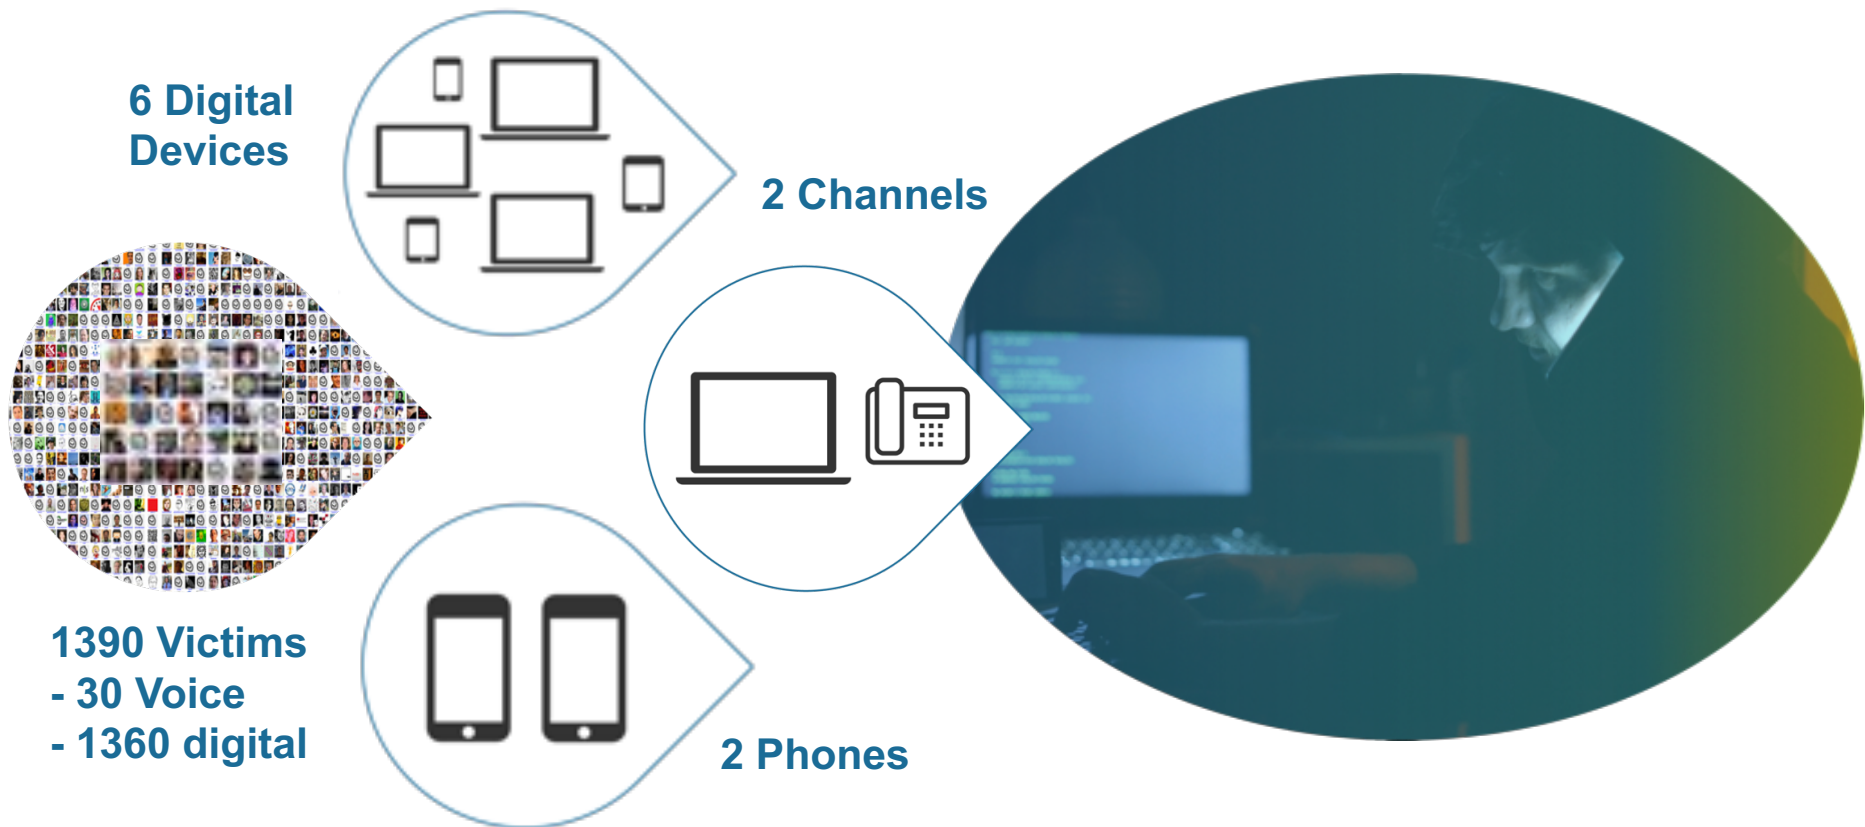 6 Digital
Devices
2 Channels
1390 Victims
- 30 Voice
- 1360 digital
2 Phones